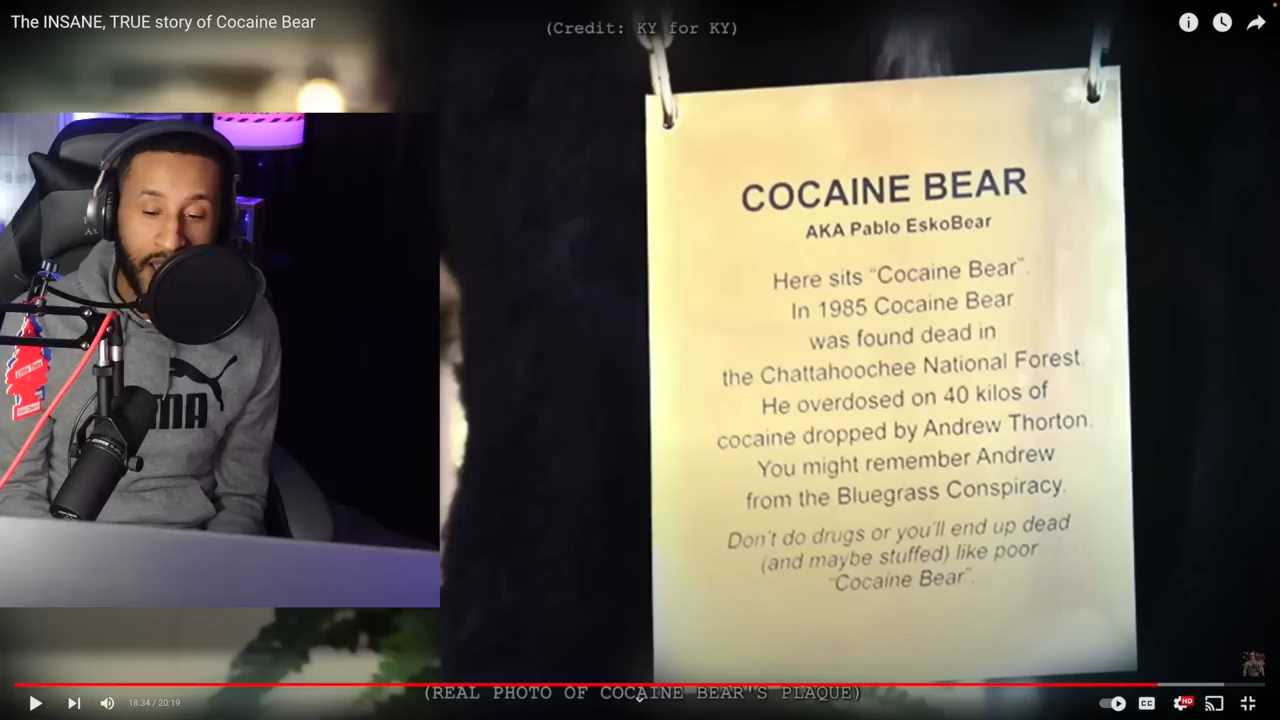 The INSANE, TRUE story of Cocaine Bear
(Credit: KY for KY)
COCAINE BEAR
AKA Pablo EskoBear
Here sits “Cocaine Bear”.
In 1985 Cocaine Bear
was found dead in
the Chattahoochee National Forest.
He overdosed on 40 kilos of
cocaine dropped by Andrew Thorton.
You might remember Andrew
from the Bluegrass Conspiracy.
Don't do drugs or you'll end up dead
(and maybe stuffed) like poor
“Cocaine Bear”.
(REAL PHOTO OF COCAINE BEAR'S PLAQUE)
18:34 / 20:19
CC
HD